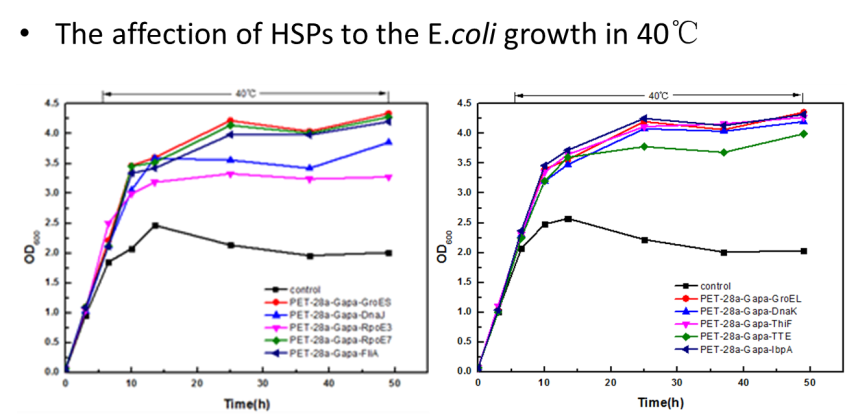 • The affection of HSPs to the E.coli growth in 40℃
40℃
4.5
4.0
3.5
3.0
2.5
2.0
1.5
1.0
0.5
0.0
OD600
0 10 20 30 40 50
Time(h)
control
PET-28a-Gapa-GroES
PET-28a-Gapa-DnaJ
PET-28a-Gapa-RpoE3
PET-28a-Gapa-RpoE7
PET-28a-Gapa-FliA
40℃
4.5
4.0
3.5
3.0
2.5
2.0
1.5
1.0
0.5
0.0
OD600
0 10 20 30 40 50
Time(h)
control
PET-28a-Gapa-GroEL
PET-28a-Gapa-DnaK
PET-28a-Gapa-ThiF
PET-28a-Gapa-TTE
PET-28a-Gapa-IbpA